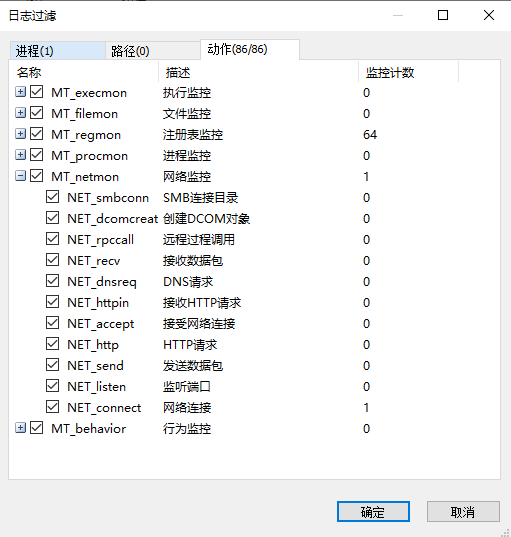 日志过滤
进程(1) 路径(0) 动作(86/86)
名称 描述 监控计数
MT_execmon 执行监控 0
MT_filemon 文件监控 0
MT_regmon 注册表监控 64
MT_procmon 进程监控 0
MT_netmon 网络监控 1
NET_smbconn SMB连接目录 0
NET_dcomcreat 创建DCOM对象 0
NET_rpccall 远程过程调用 0
NET_recv 接收数据包 0
NET_dnsreq DNS请求 0
NET_httpin 接收HTTP请求 0
NET_accept 接受网络连接 0
NET_http HTTP请求 0
NET_send 发送数据包 0
NET_listen 监听端口 0
NET_connect 网络连接 1
MT_behavior 行为监控 0
确定 取消